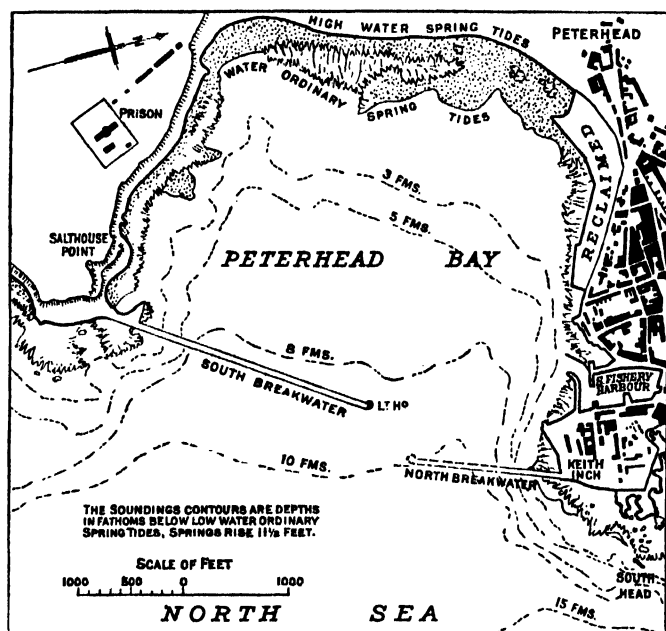 HIGH WATER SPRING TIDES
PETERHEAD
N
WATER ORDINARY
SPRING TIDES
PRISON
RECLAIMED
3 FMS.
5 FMS.
SALTHOUSE
POINT
PETERHEAD BAY
8 FMS.
SOUTH BREAKWATER
LT HO
FISHERY
HARBOUR
10 FMS.
NORTH BREAKWATER
KEITH
INCH
THE SOUNDINGS CONTOURS ARE DEPTHS
IN FATHOMS BELOW LOW WATER ORDINARY
SPRING TIDES, SPRINGS RISE 11½ FEET.
SCALE OF FEET
1000 500 0 1000
SOUTH
HEAD
NORTH SEA
15 FMS.